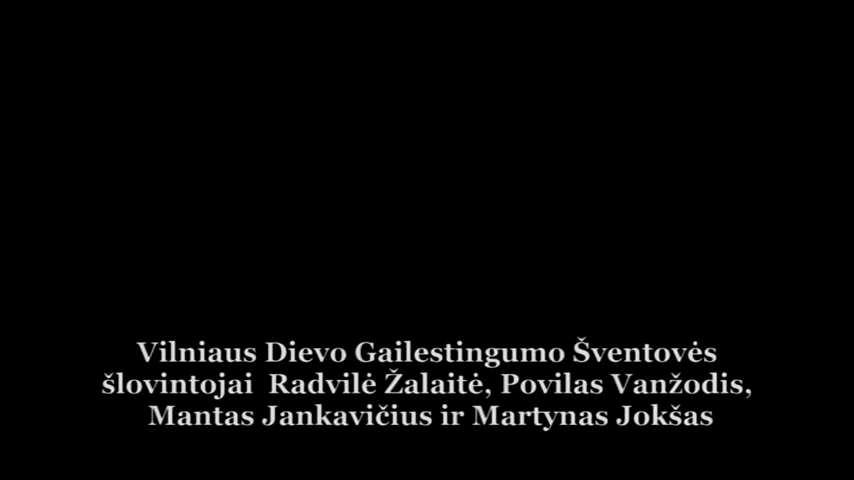 Vilniaus Dievo Gailestingumo Šventovės
šlovintojai Radvilė Žalaitė, Povilas Vanžodis,
Mantas Jankavičius ir Martynas Jokšas